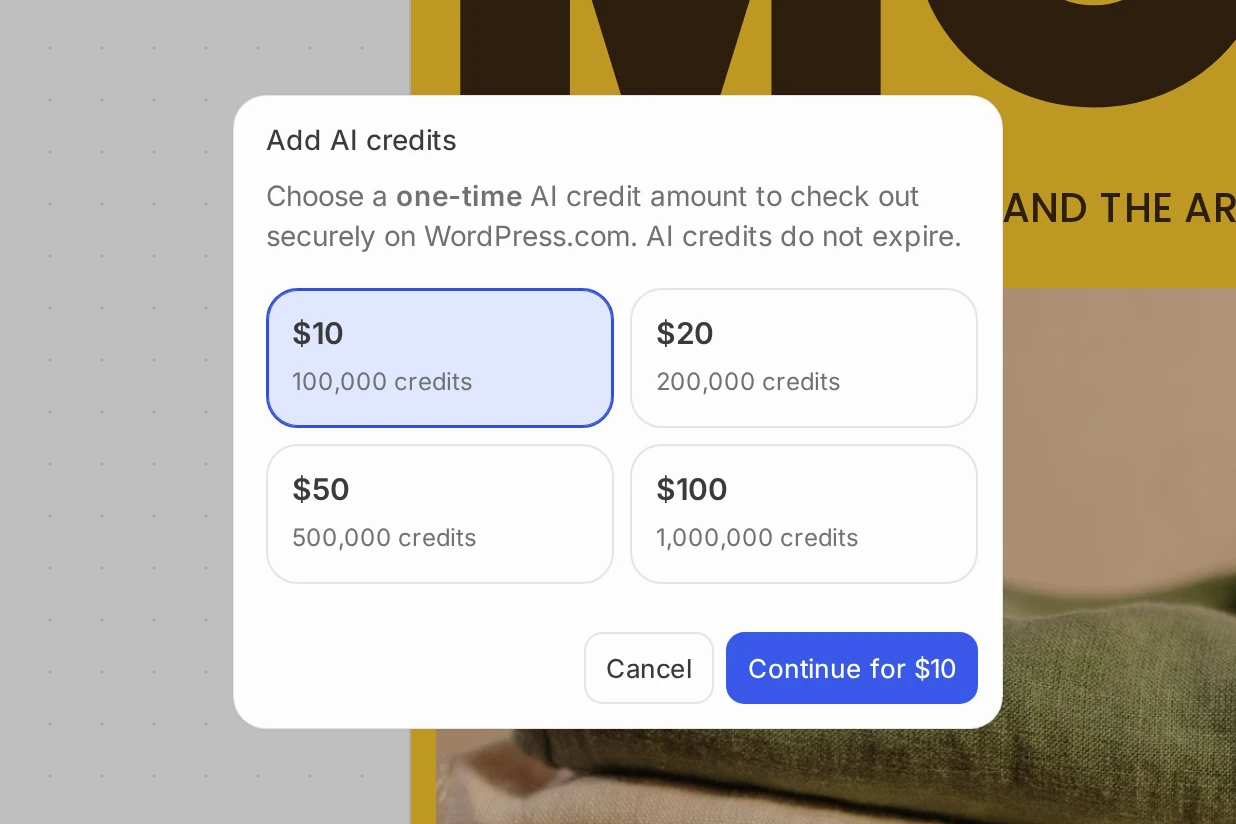 Add AI credits
Choose a one-time AI credit amount to check out
securely on WordPress.com. AI credits do not expire.
$10
100,000 credits
$20
200,000 credits
$50
500,000 credits
$100
1,000,000 credits
Cancel
Continue for $10
AND THE AR